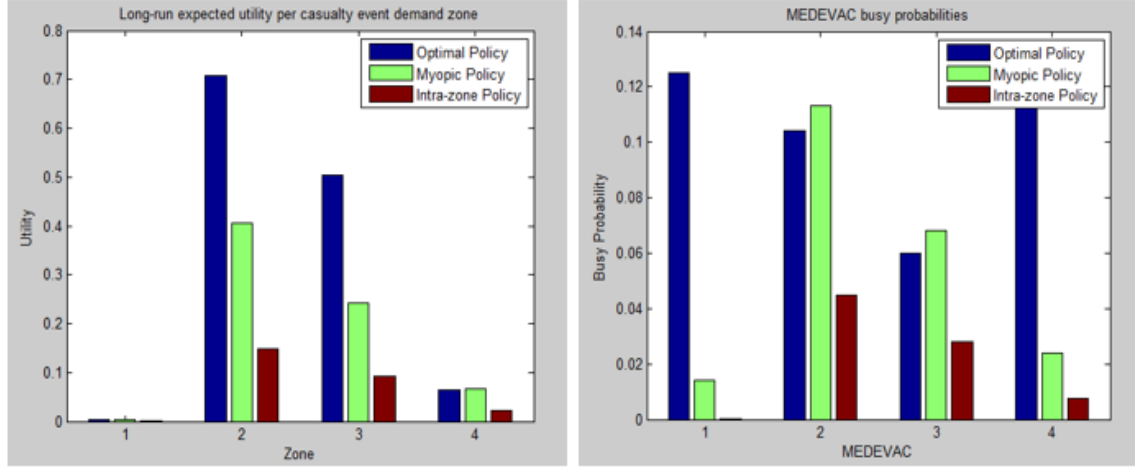 Long-run expected utility per casualty event demand zone
0.8
0.7
0.6
0.5
0.4
0.3
0.2
0.1
0
Utility
Optimal Policy
Myopic Policy
Intra-zone Policy
1 2 3 4
Zone
MEDEVAC busy probabilities
0.14
0.12
0.1
0.08
0.06
0.04
0.02
0
Busy Probability
Optimal Policy
Myopic Policy
Intra-zone Policy
1 2 3 4
MEDEVAC